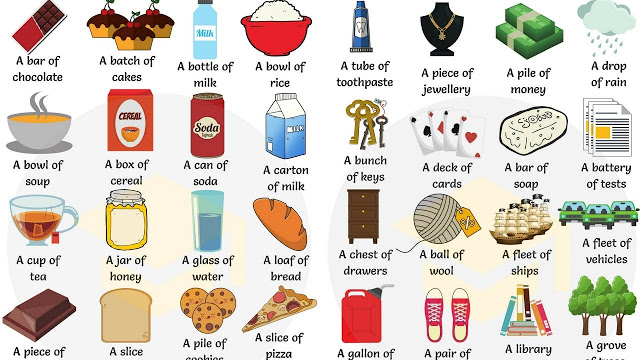 A bar of
chocolate
A batch of
cakes
Milk
A bottle of
milk
A bowl of
rice
A tube of
toothpaste
A piece of
jewellery
A pile of
money
A drop
of rain
A bowl of
soup
CEREAL
A box of
cereal
Soda
A can of
soda
MILK
A carton
of milk
A bunch
of keys
A deck of
cards
A bar of
soap
A battery
of tests
A cup of
tea
A jar of
honey
A glass of
water
A loaf of
bread
A chest of
drawers
%
A ball of
wool
A fleet of
ships
A fleet of
vehicles
A piece of
A slice
A pile of
cookies
A slice of
pizza
A gallon of
A pair of
A library
A grove